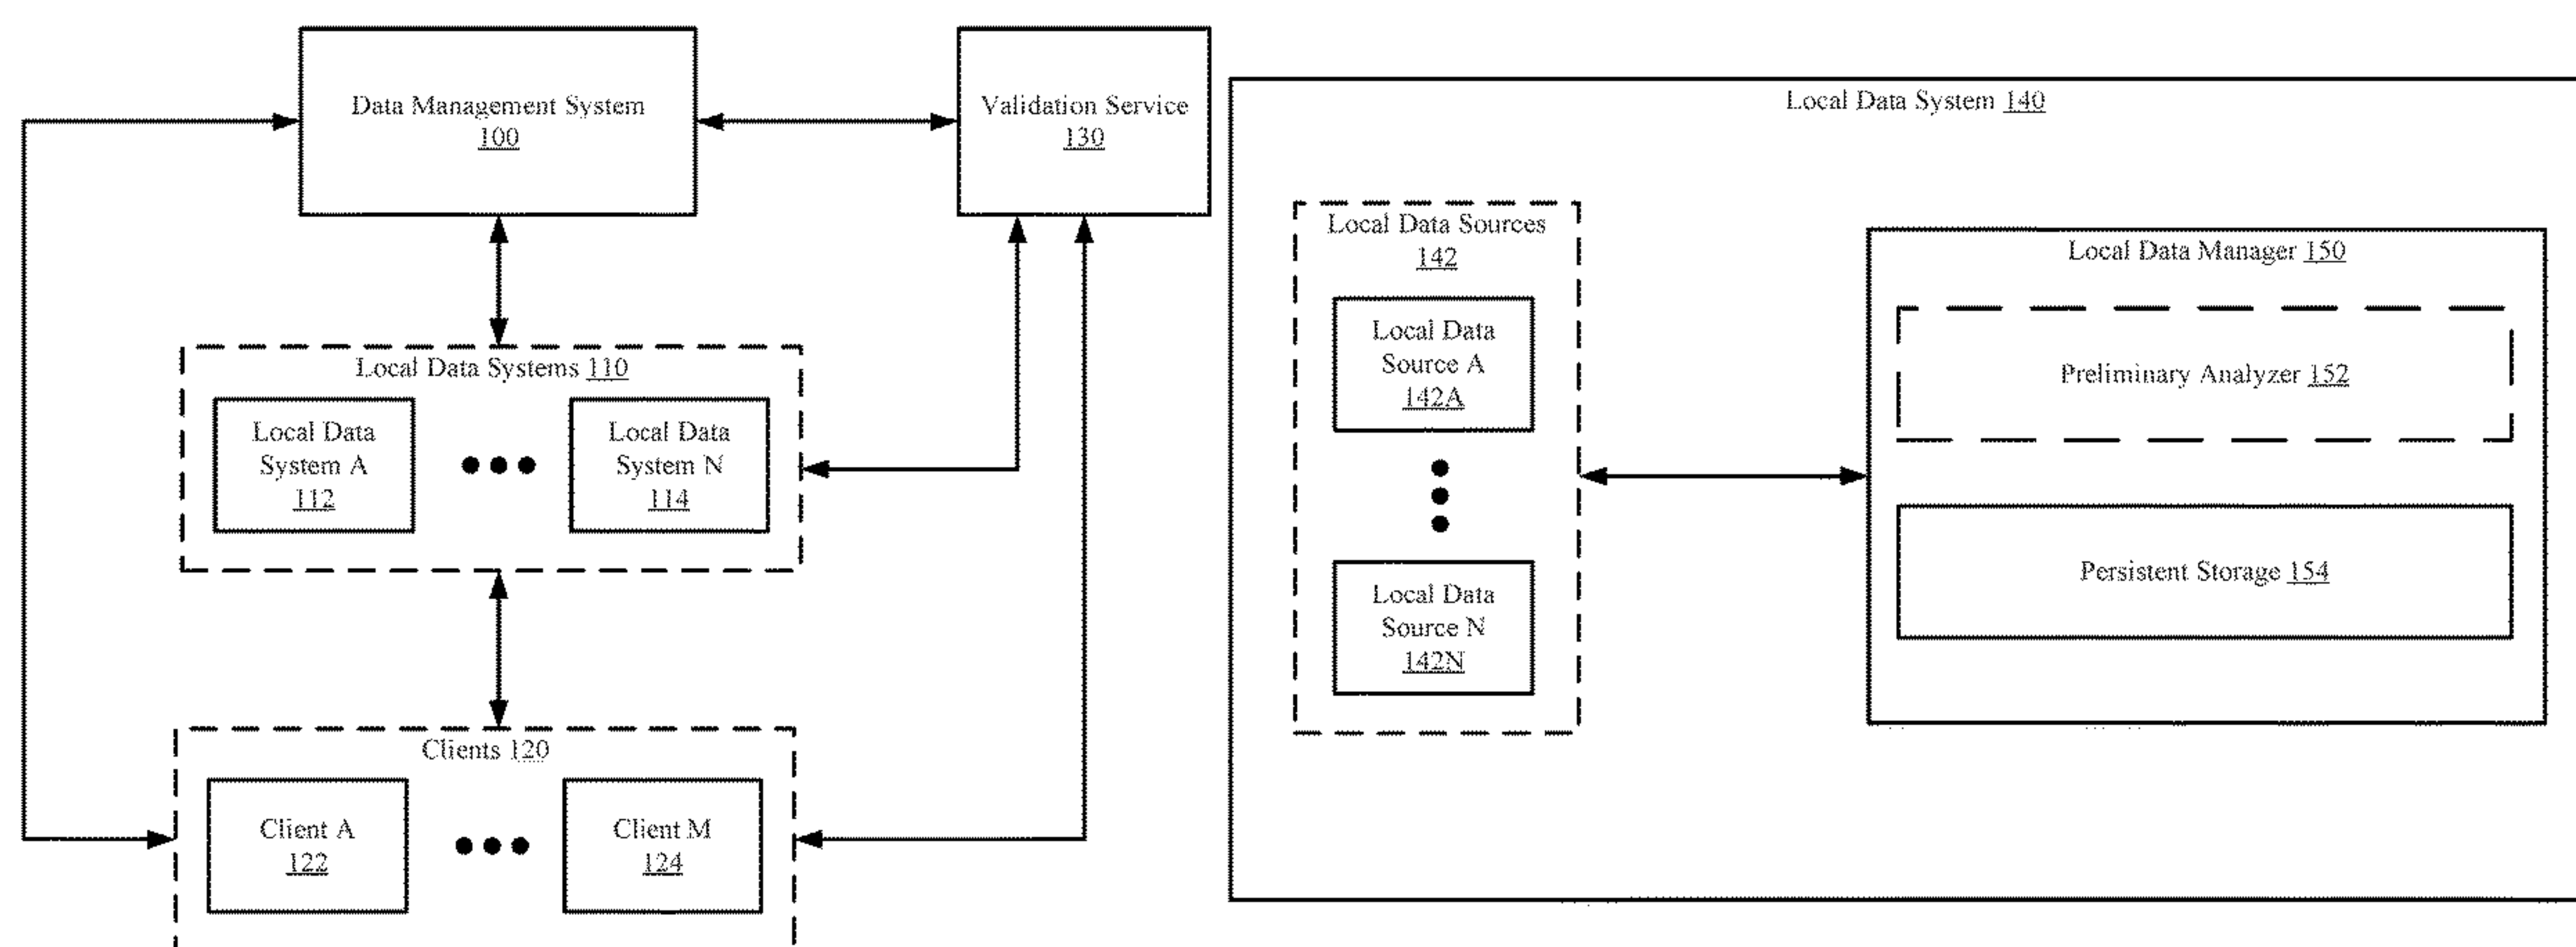 Data Management System
100
Validation Service
130
Local Data Systems 110
Local Data
System A
112
Local Data
System N
114
Clients 120
Client A
122
Client M
124
Local Data System 140
Local Data Sources
142
Local Data
Source A
142A
Local Data
Source N
142N
Local Data Manager 150
Preliminary Analyzer 152
Persistent Storage 154